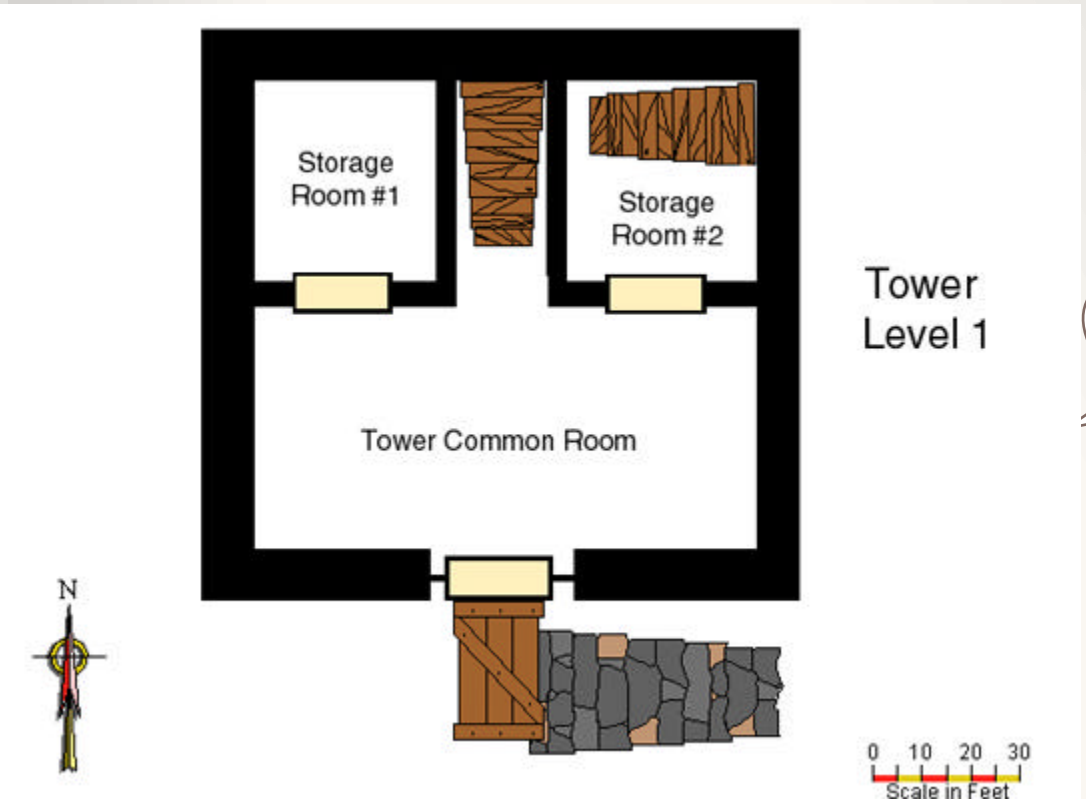 Storage
Room #1
Storage
Room #2
Tower
Level 1
Tower Common Room
N
0 10 20 30
Scale in Feet